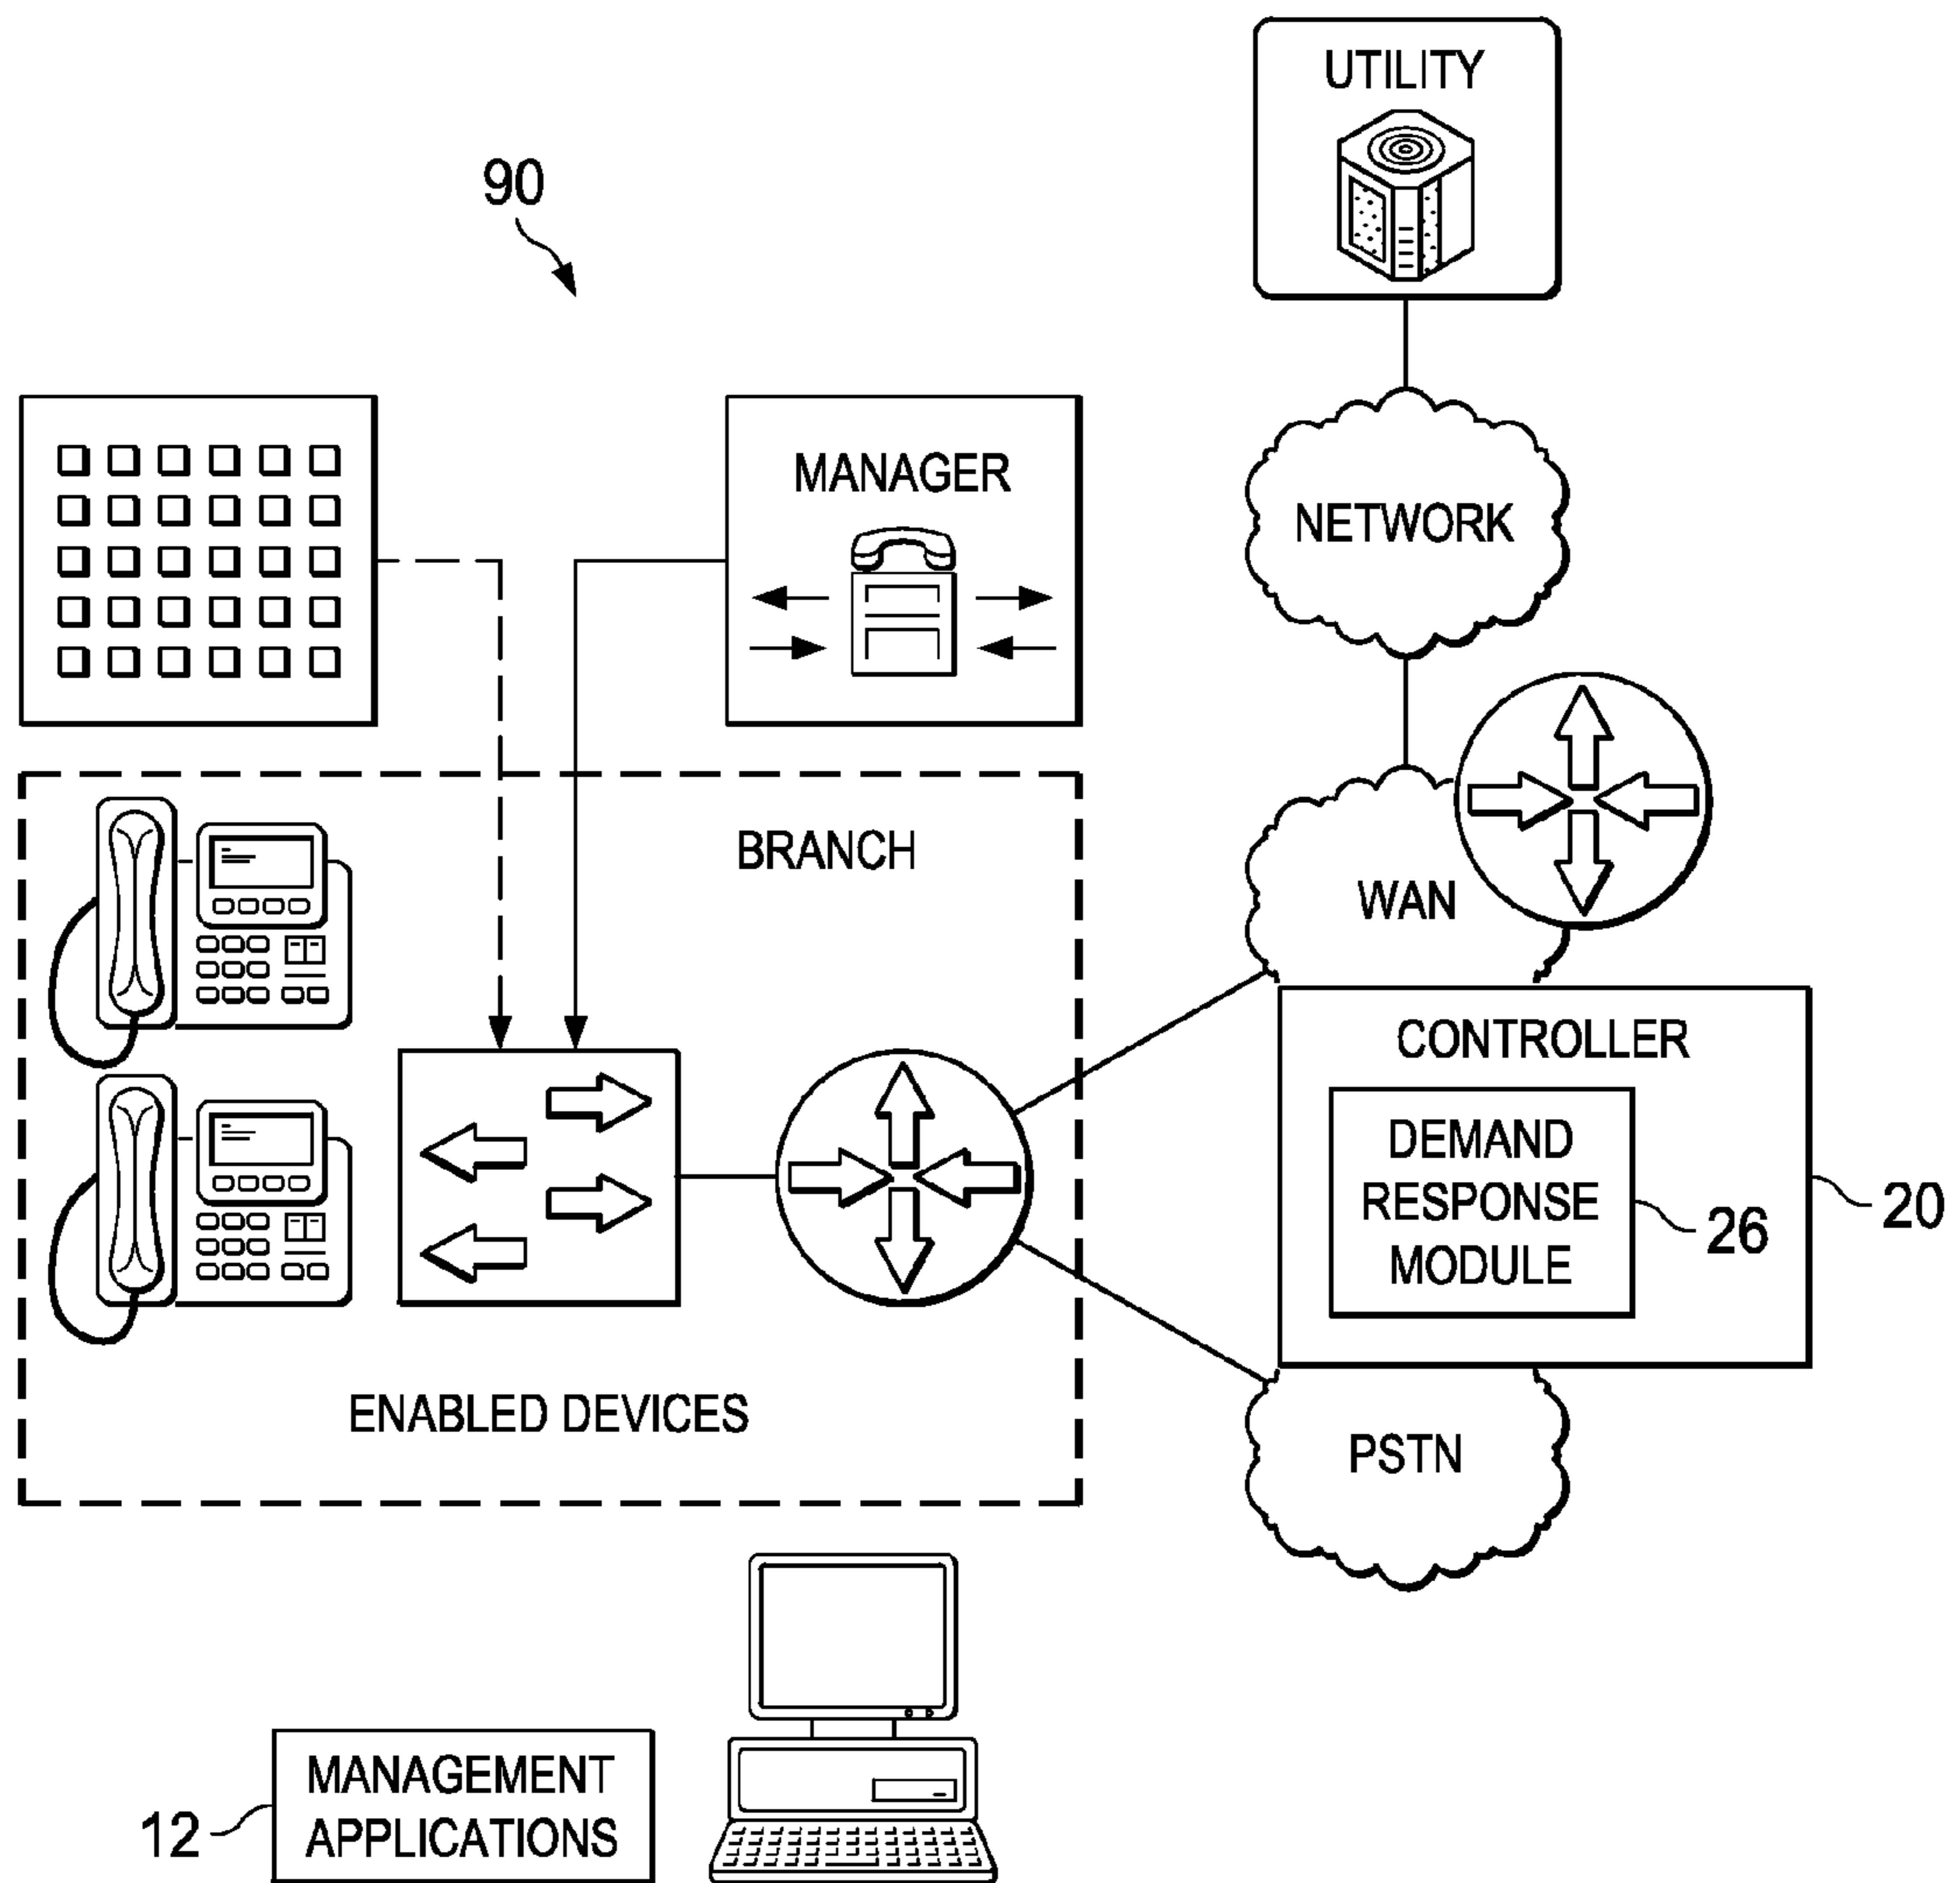 UTILITY
90
MANAGER
NETWORK
BRANCH
WAN
CONTROLLER
DEMAND
RESPONSE
MODULE
26
20
ENABLED DEVICES
PSTN
12
MANAGEMENT
APPLICATIONS